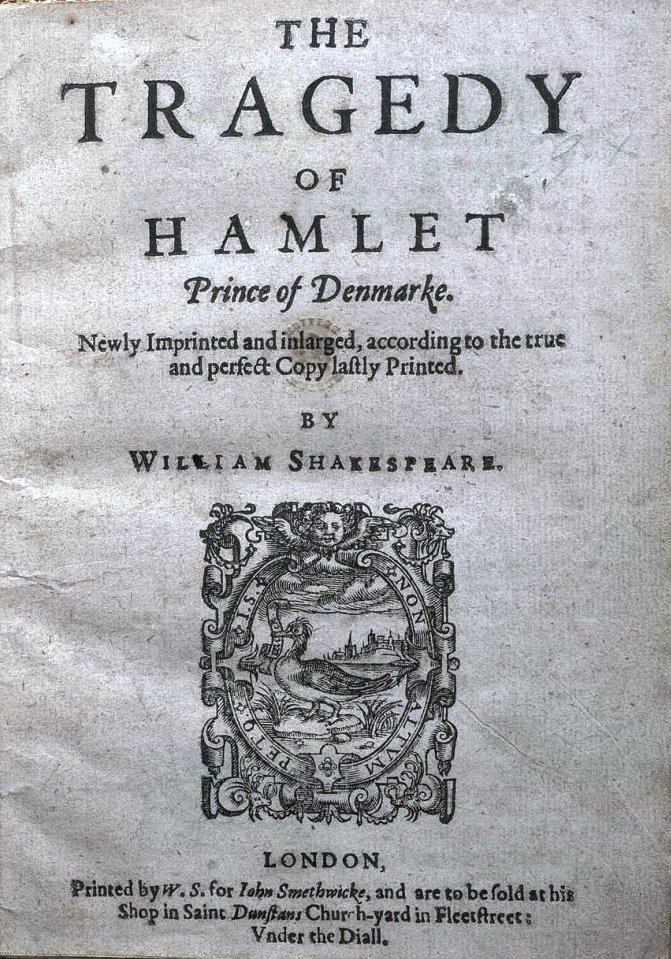 THE
TRAGEDY
OF
HAMLET
Prince of Denmarke.
Newly Imprinted and inlarged, according to the true
and perfect Copy laſtly Printed.
BY
WILLIAM SHAKESPEARE.
NON
ALTVM
PETO
IS
LONDON,
Printed by W. S. for Iohn Smethwicke, and are to be ſold at his
Shop in Saint Dunſtans Church-yard in Fleetſtreet:
Vnder the Diall.